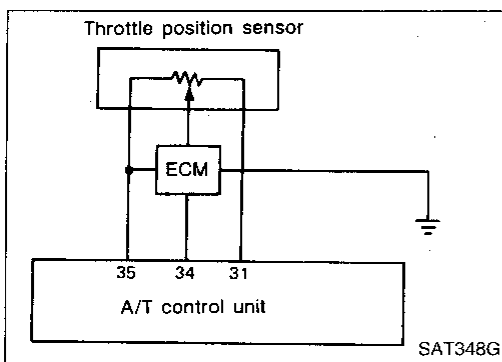 Throttle position sensor
ECM
35 34 31
A/T control unit
SAT348G